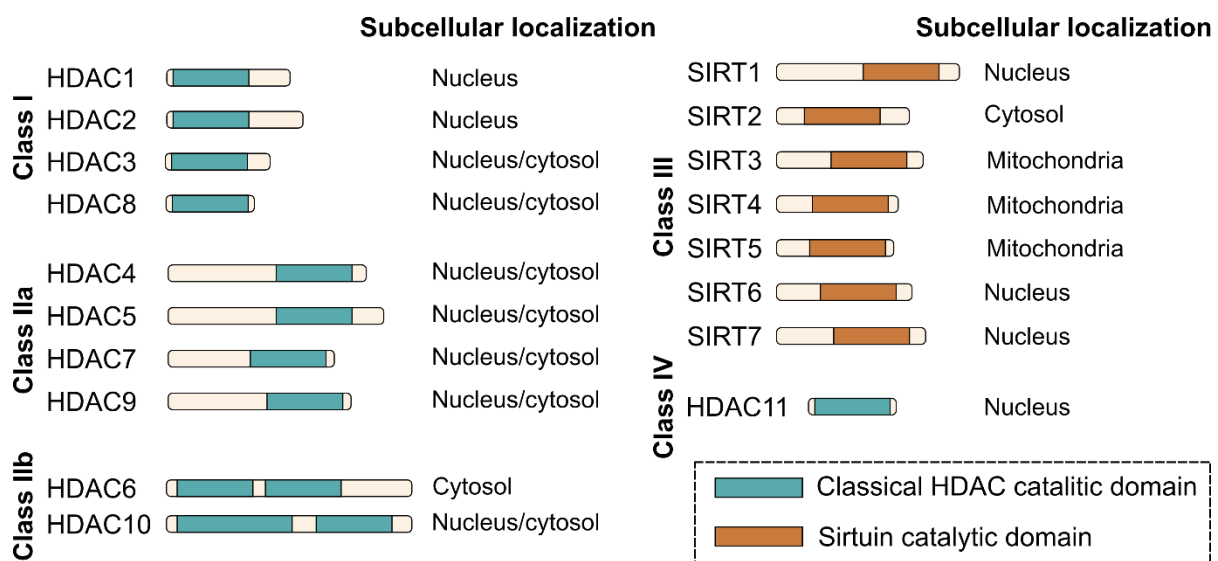 Subcellular localization
Class I
HDAC1 Nucleus
HDAC2 Nucleus
HDAC3 Nucleus/cytosol
HDAC8 Nucleus/cytosol
Class IIa
HDAC4 Nucleus/cytosol
HDAC5 Nucleus/cytosol
HDAC7 Nucleus/cytosol
HDAC9 Nucleus/cytosol
Class IIb
HDAC6 Cytosol
HDAC10 Nucleus/cytosol
Subcellular localization
Class III
SIRT1 Nucleus
SIRT2 Cytosol
SIRT3 Mitochondria
SIRT4 Mitochondria
SIRT5 Mitochondria
SIRT6 Nucleus
SIRT7 Nucleus
Class IV
HDAC11 Nucleus
Classical HDAC catalitic domain
Sirtuin catalytic domain